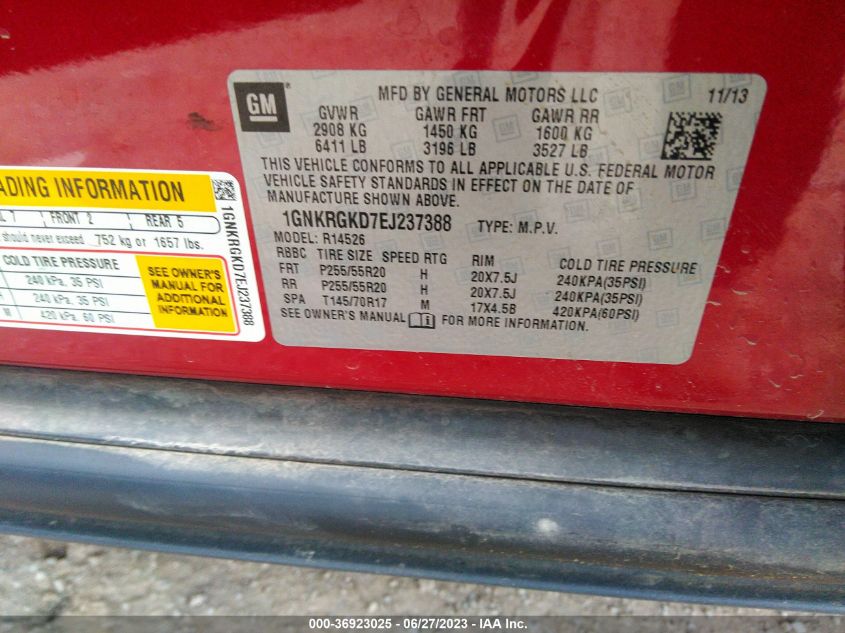 GM
MFD BY GENERAL MOTORS LLC 11/13
GVWR GAWR FRT GAWR RR
2908 KG 1450 KG 1600 KG
6411 LB 3196 LB 3527 LB
THIS VEHICLE CONFORMS TO ALL APPLICABLE U.S. FEDERAL MOTOR
VEHICLE SAFETY STANDARDS IN EFFECT ON THE DATE OF
MANUFACTURE SHOWN ABOVE.
1GNKRGKD7EJ237388 TYPE: M.P.V.
MODEL: R14526
RBBC TIRE SIZE SPEED RTG RIM COLD TIRE PRESSURE
FRT P255/55R20 H 20X7.5J 240KPA(35PSI)
RR P255/55R20 H 20X7.5J 240KPA(35PSI)
SPA T145/70R17 M 17X4.5B 420KPA(60PSI)
SEE OWNER'S MANUAL FOR MORE INFORMATION.
ADING INFORMATION
1 FRONT 2 REAR 5
should never exceed 752 kg or 1657 lbs.
COLD TIRE PRESSURE
240 kPa, 35 PSI
H 240 kPa, 35 PSI
M 420 kPa, 60 PSI
SEE OWNER'S
MANUAL FOR
ADDITIONAL
INFORMATION
1GNKRGKD7EJ237388
000-36923025 - 06/27/2023 - IAA Inc.